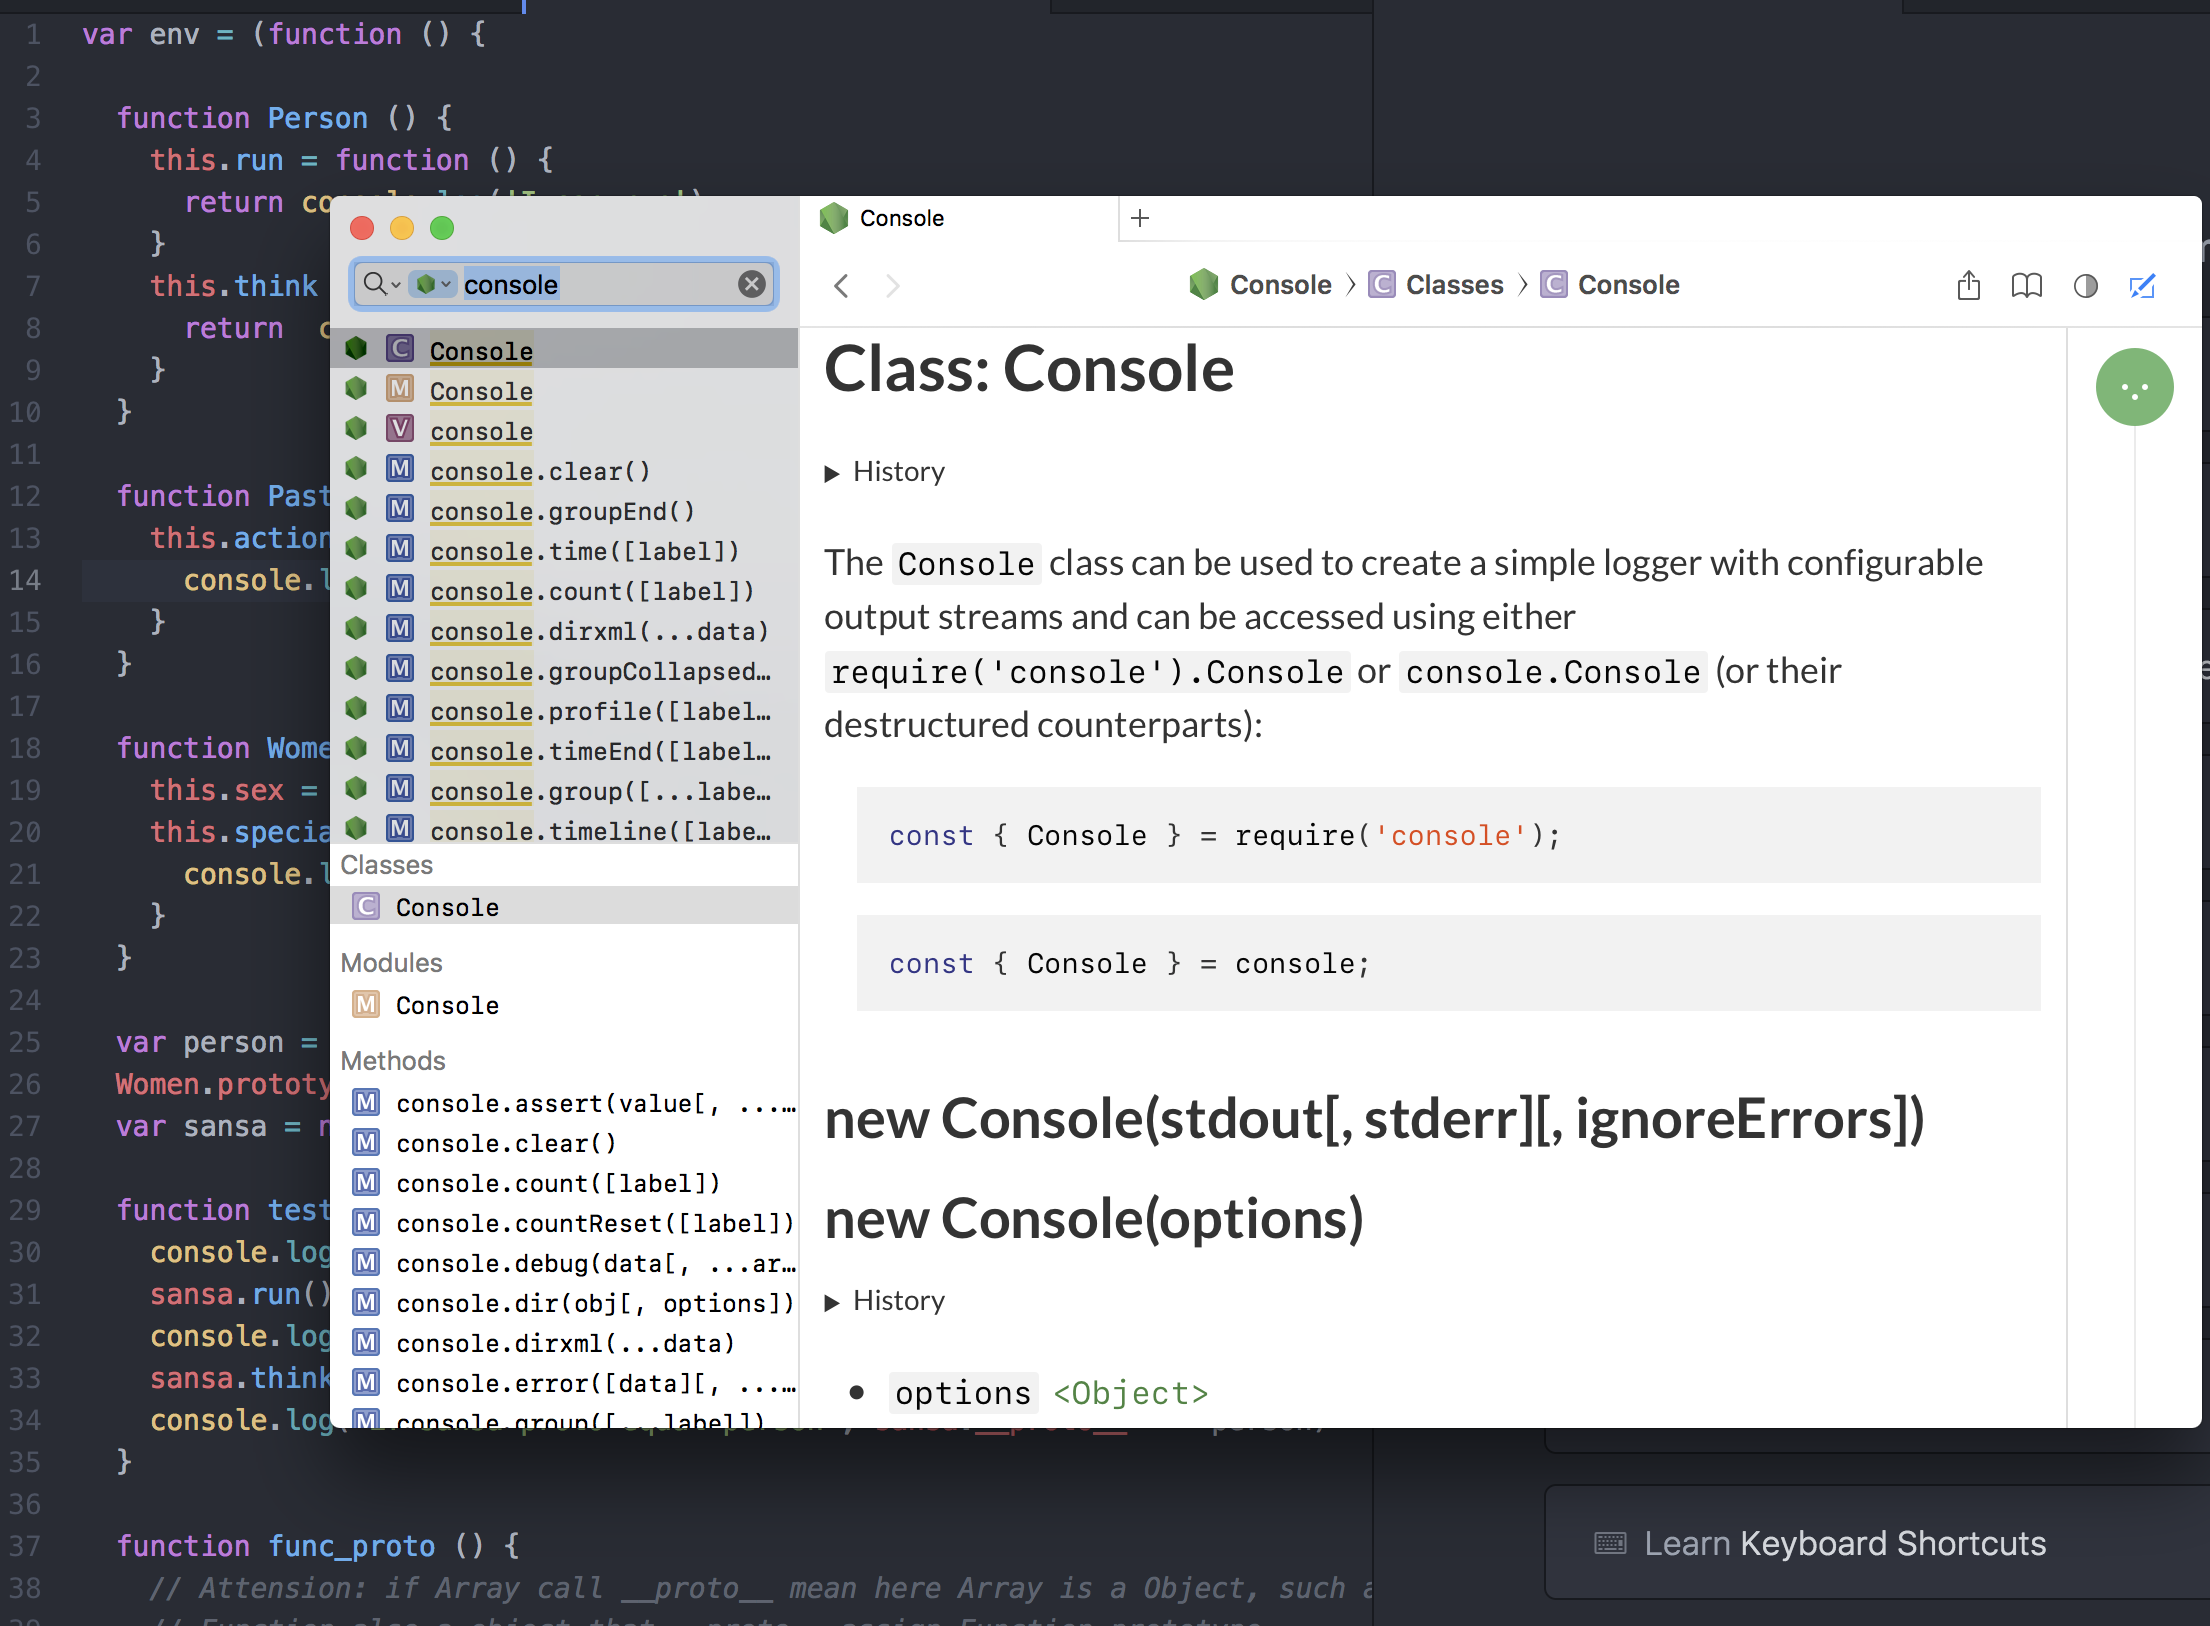 1 var env = (function () {
2
3 function Person () {
4 this.run = function () {
5 return
6 }
7 this.think
8 return
9 }
10 }
11
12 function
13 this.action
14 console.
15 }
16 }
17
18 function
19 this.sex =
20 this.
21 console.
22 }
23 }
24
25 var person =
26 Women.
27 var sansa =
28
29 function test
30 console.log
31 sansa.run()
32 console.log
33 sansa.think
34 console.log
35 }
36
37 function func_proto () {
38 // Attension: if Array call __proto__ mean here Array is a Object, such
console
Console
Console
console
console.clear()
console.groupEnd()
console.time([label])
console.count([label])
console.dirxml(...data)
console.groupCollapsed…
console.profile([label…
console.timeEnd([label…
console.group([...labe…
console.timeline([labe…
Classes
Console
Modules
Console
Methods
console.assert(value[, ...…
console.clear()
console.count([label])
console.countReset([label])
console.debug(data[, ...ar…
console.dir(obj[, options])
console.dirxml(...data)
console.error([data][, ...…
console.group([...label])
Console
+
Console › Classes › Console
Class: Console
▶ History
The Console class can be used to create a simple logger with configurable
output streams and can be accessed using either
require('console').Console or console.Console (or their
destructured counterparts):
const { Console } = require('console');
const { Console } = console;
new Console(stdout[, stderr][, ignoreErrors])
new Console(options)
▶ History
• options <Object>
Learn Keyboard Shortcuts